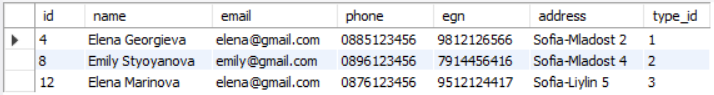 id name email phone egn address type_id
4 Elena Georgieva elena@gmail.com 0885123456 9812126566 Sofia-Mladost 2 1
8 Emily Styoyanova emily@gmail.com 0896123456 7914456416 Sofia-Mladost 4 2
12 Elena Marinova elena@gmail.com 0876123456 9512124417 Sofia-Liylin 5 3